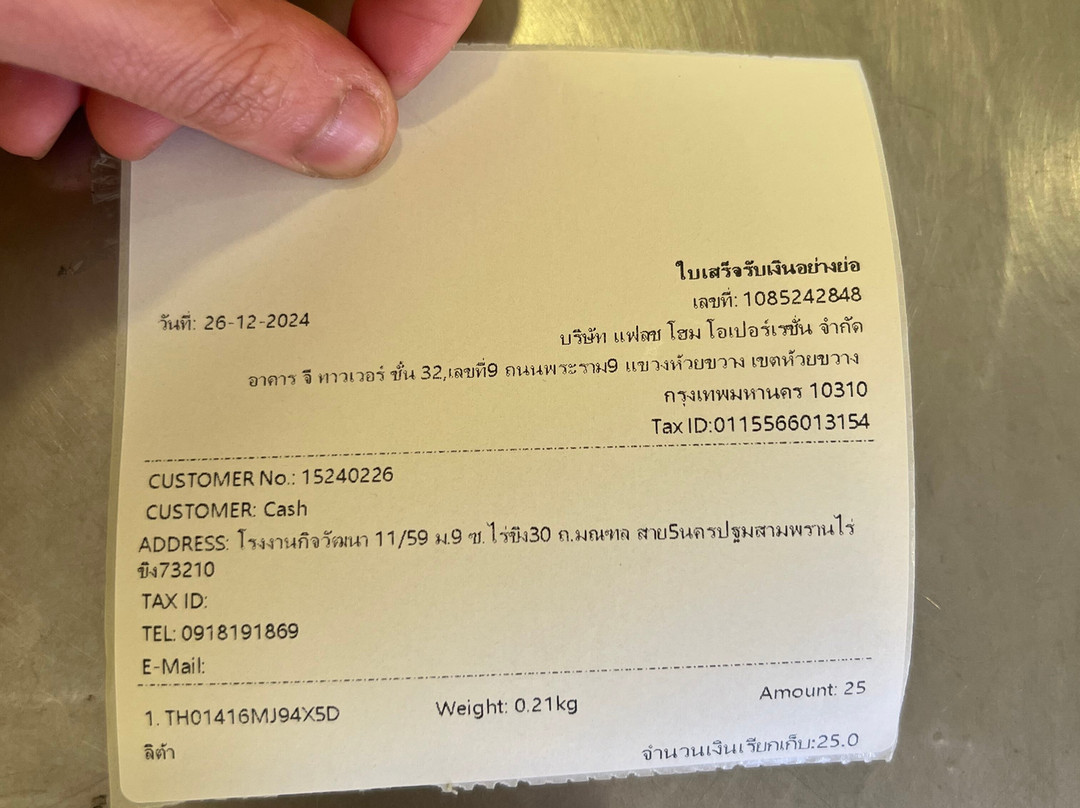 ใบเสร็จรับเงินอย่างย่อ
เลขที่: 1085242848
วันที่: 26-12-2024
บริษัท แฟลช โฮม โอเปอร์เรชั่น จำกัด
อาคาร จี ทาวเวอร์ ชั้น 32,เลขที่9 ถนนพระราม9 แขวงห้วยขวาง เขตห้วยขวาง
กรุงเทพมหานคร 10310
Tax ID:0115566013154
CUSTOMER No.: 15240226
CUSTOMER: Cash
ADDRESS: โรงงานกิจวัฒนา 11/59 ม.9 ซ.ไร่ขิง30 ถ.มณฑล สาย5นครปฐมสามพรานไร่
ขิง73210
TAX ID:
TEL: 0918191869
E-Mail:
1. TH01416MJ94X5D Weight: 0.21kg Amount: 25
ลิต้า จำนวนเงินเรียกเก็บ:25.0